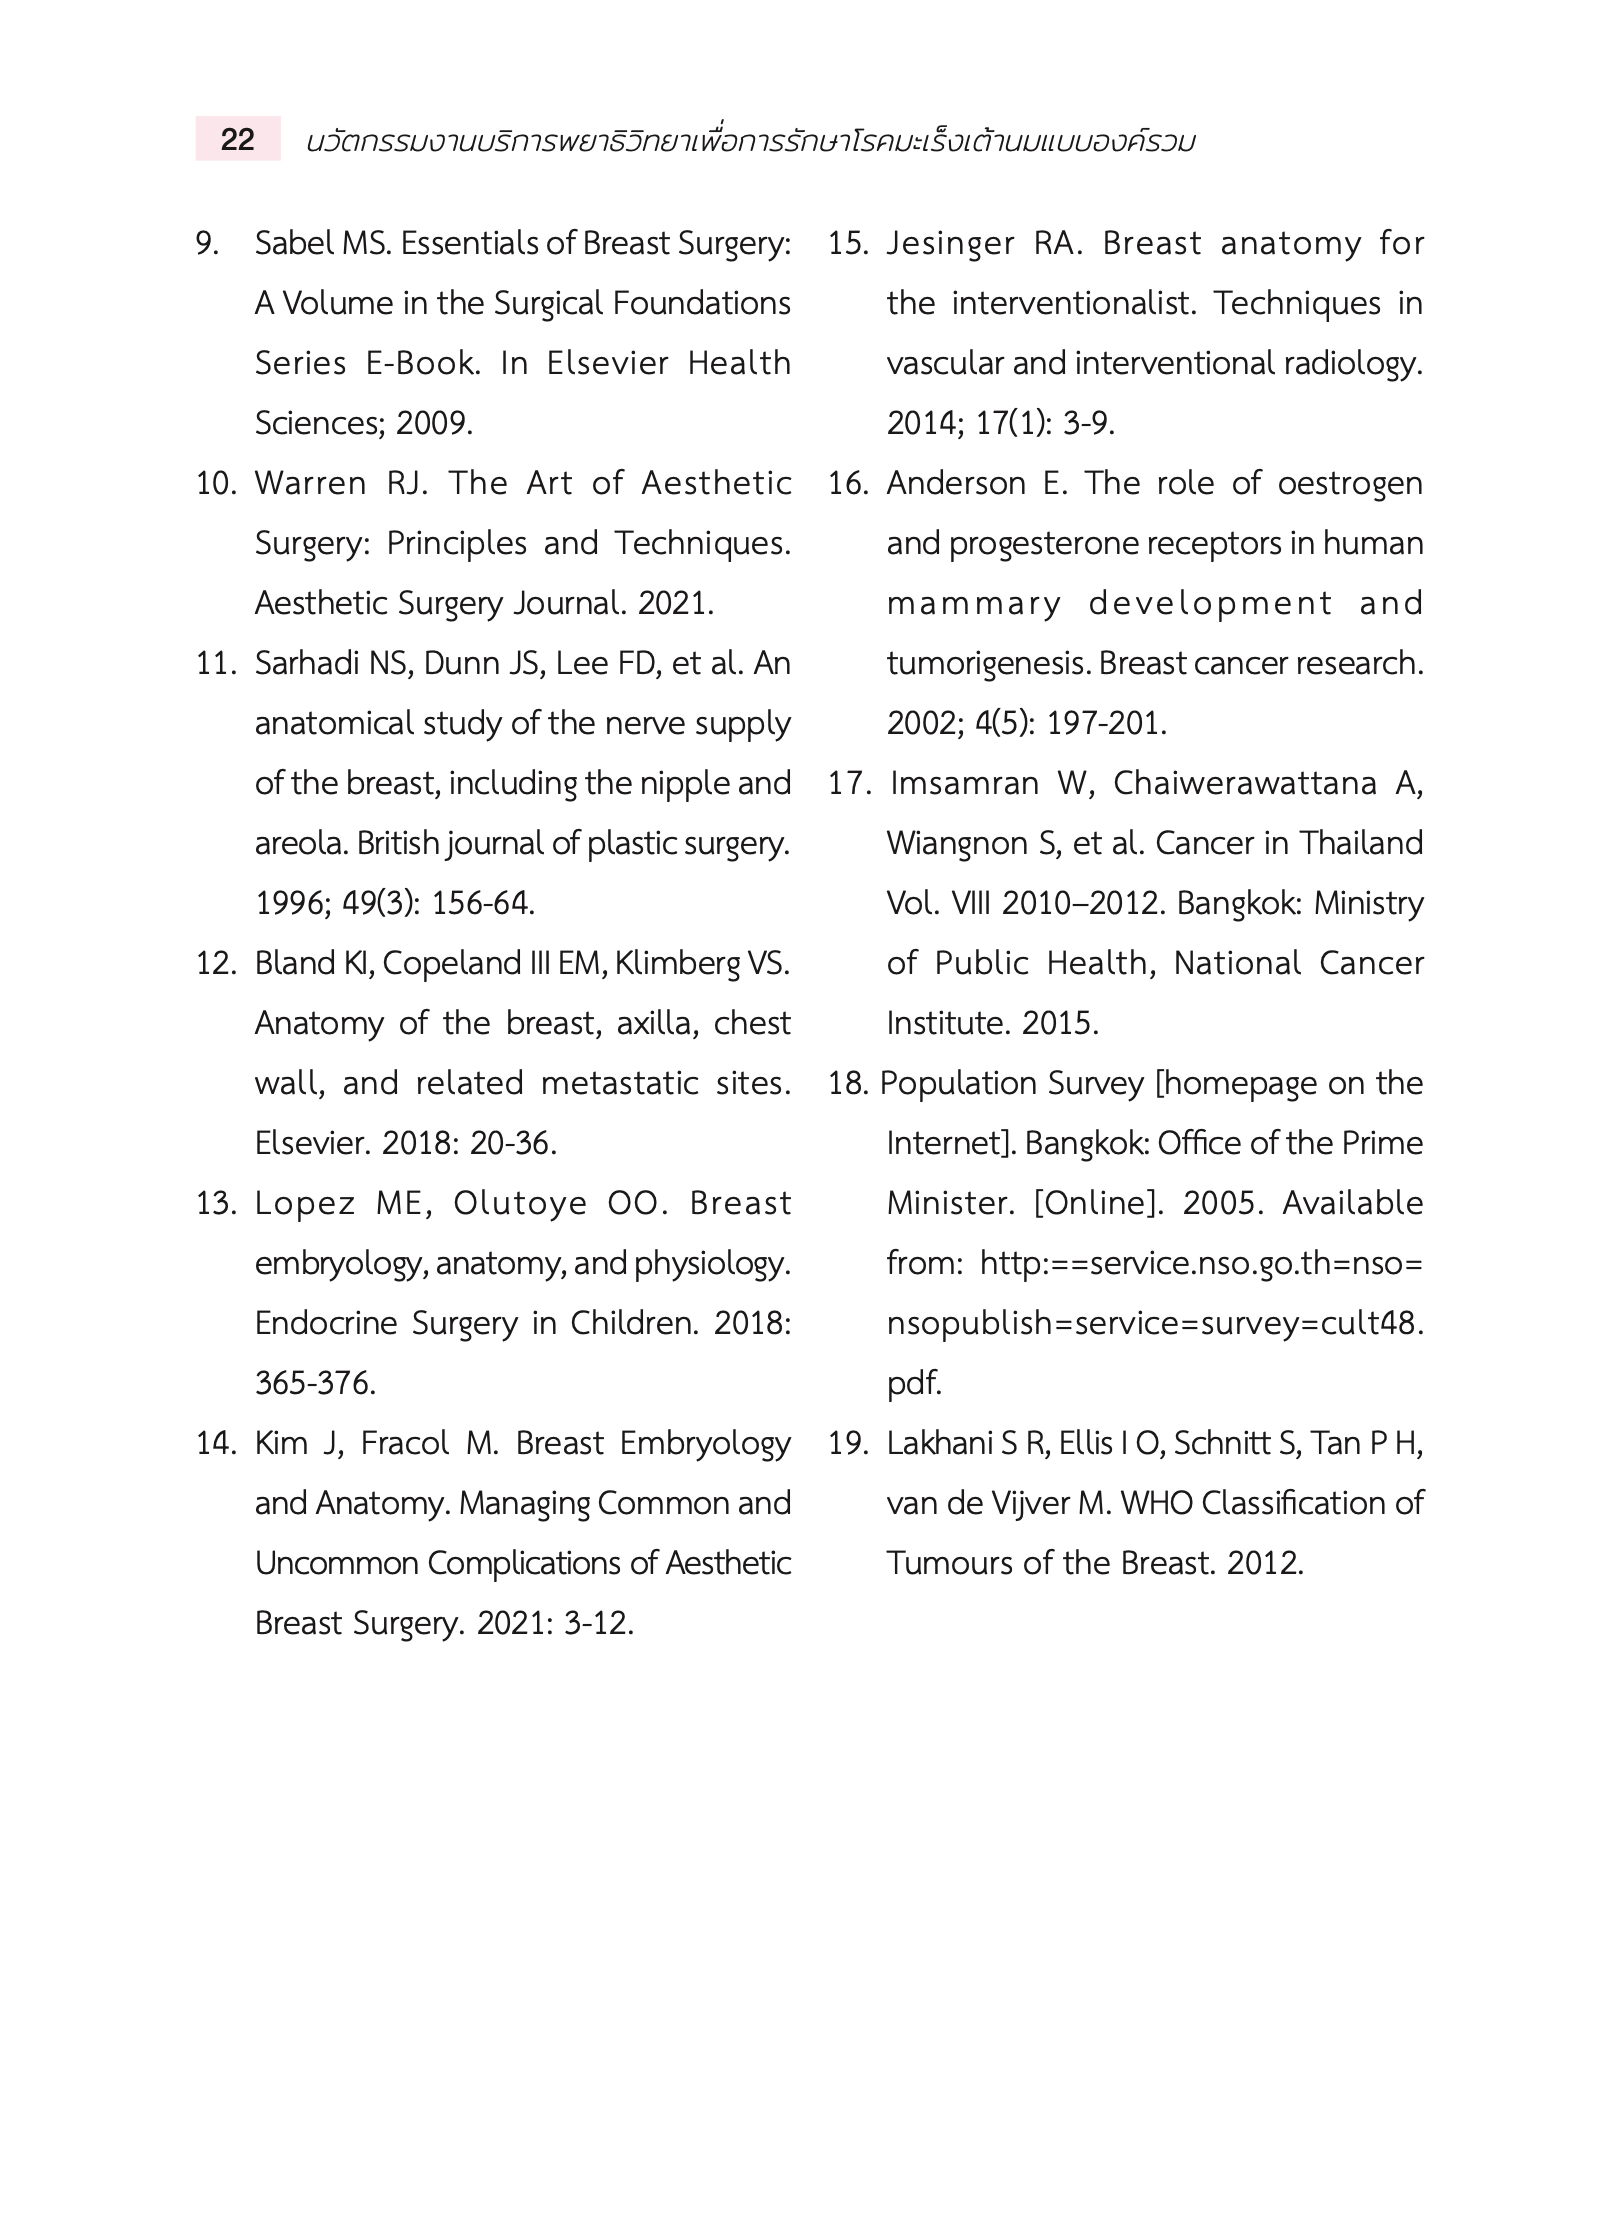 22 นวัตกรรมงานบริการพยาธิวิทยาเพื่อการรักษาโรคมะเร็งเต้านมแบบองค์รวม
9. Sabel MS. Essentials of Breast Surgery:
A Volume in the Surgical Foundations
Series E-Book. In Elsevier Health
Sciences; 2009.
10. Warren RJ. The Art of Aesthetic
Surgery: Principles and Techniques.
Aesthetic Surgery Journal. 2021.
11. Sarhadi NS, Dunn JS, Lee FD, et al. An
anatomical study of the nerve supply
of the breast, including the nipple and
areola. British journal of plastic surgery.
1996; 49(3): 156-64.
12. Bland KI, Copeland III EM, Klimberg VS.
Anatomy of the breast, axilla, chest
wall, and related metastatic sites.
Elsevier. 2018: 20-36.
13. Lopez ME, Olutoye OO. Breast
embryology, anatomy, and physiology.
Endocrine Surgery in Children. 2018:
365-376.
14. Kim J, Fracol M. Breast Embryology
and Anatomy. Managing Common and
Uncommon Complications of Aesthetic
Breast Surgery. 2021: 3-12.
15. Jesinger RA. Breast anatomy for
the interventionalist. Techniques in
vascular and interventional radiology.
2014; 17(1): 3-9.
16. Anderson E. The role of oestrogen
and progesterone receptors in human
mammary development and
tumorigenesis. Breast cancer research.
2002; 4(5): 197-201.
17. Imsamran W, Chaiwerawattana A,
Wiangnon S, et al. Cancer in Thailand
Vol. VIII 2010–2012. Bangkok: Ministry
of Public Health, National Cancer
Institute. 2015.
18. Population Survey [homepage on the
Internet]. Bangkok: Office of the Prime
Minister. [Online]. 2005. Available
from: http:==service.nso.go.th=nso=
nsopublish=service=survey=cult48.
pdf.
19. Lakhani S R, Ellis I O, Schnitt S, Tan P H,
van de Vijver M. WHO Classification of
Tumours of the Breast. 2012.